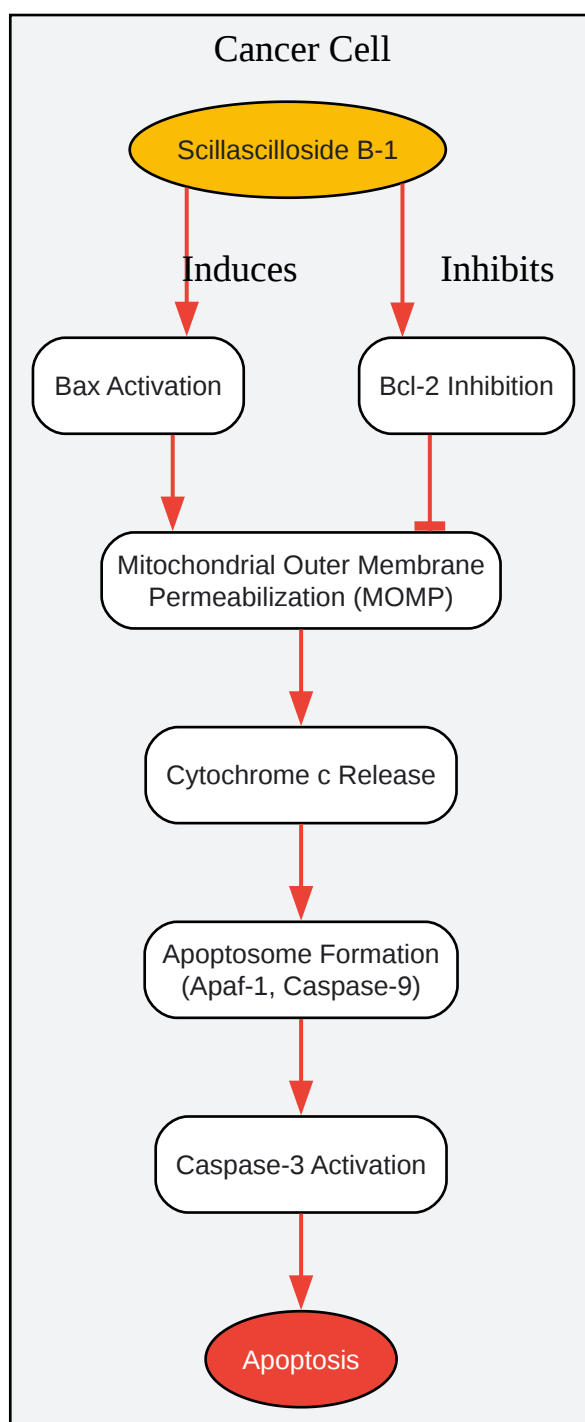 Cancer Cell
Scillascilloside B-1
Induces
Inhibits
Bax Activation
Bcl-2 Inhibition
Mitochondrial Outer Membrane
Permeabilization (MOMP)
Cytochrome c Release
Apoptosome Formation
(Apaf-1, Caspase-9)
Caspase-3 Activation
Apoptosis